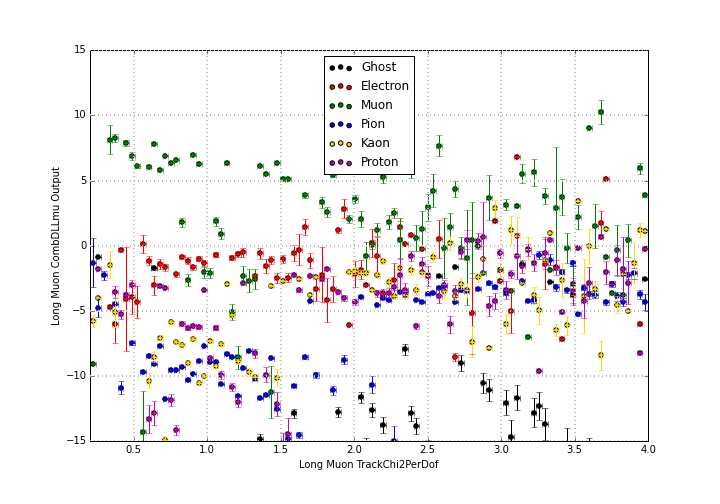 15
10
5
0
−5
−10
−15
0.5 1.0 1.5 2.0 2.5 3.0 3.5 4.0
Long Muon TrackChi2PerDof
Long Muon CombDLLmu Output
Ghost
Electron
Muon
Pion
Kaon
Proton